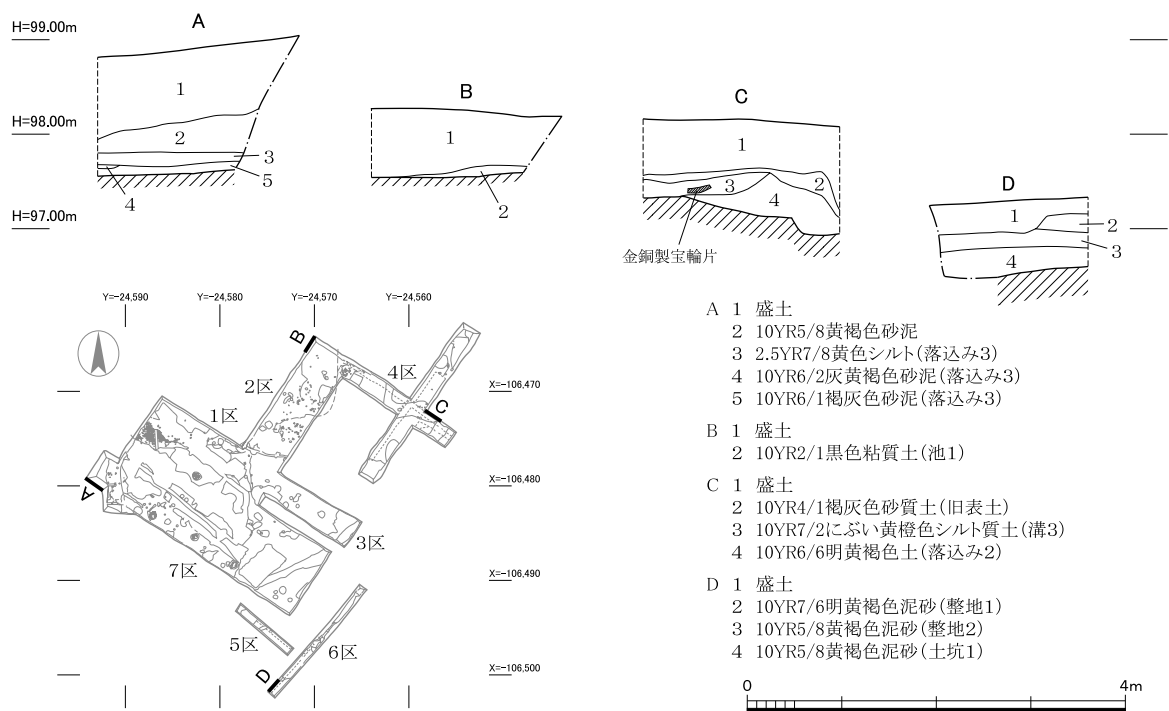 H=99.00m
H=98.00m
H=97.00m
A
1
2
3
5
4
B
1
2
C
1
2
3
4
金銅製宝輪片
D
1
2
3
4
Y=-24,590
Y=-24,580
Y=-24,570
Y=-24,560
X=-106,470
X=-106,480
X=-106,490
X=-106,500
B
2区
4区
C
1区
A
3区
7区
5区
6区
D
A 1 盛土
2 10YR5/8黄褐色砂泥
3 2.5YR7/8黄色シルト(落込み3)
4 10YR6/2灰黄褐色砂泥(落込み3)
5 10YR6/1褐灰色砂泥(落込み3)
B 1 盛土
2 10YR2/1黒色粘質土(池1)
C 1 盛土
2 10YR4/1褐灰色砂質土(旧表土)
3 10YR7/2にぶい黄橙色シルト質土(溝3)
4 10YR6/6明黄褐色土(落込み2)
D 1 盛土
2 10YR7/6明黄褐色泥砂(整地1)
3 10YR5/8黄褐色泥砂(整地2)
4 10YR5/8黄褐色泥砂(土坑1)
0 4m